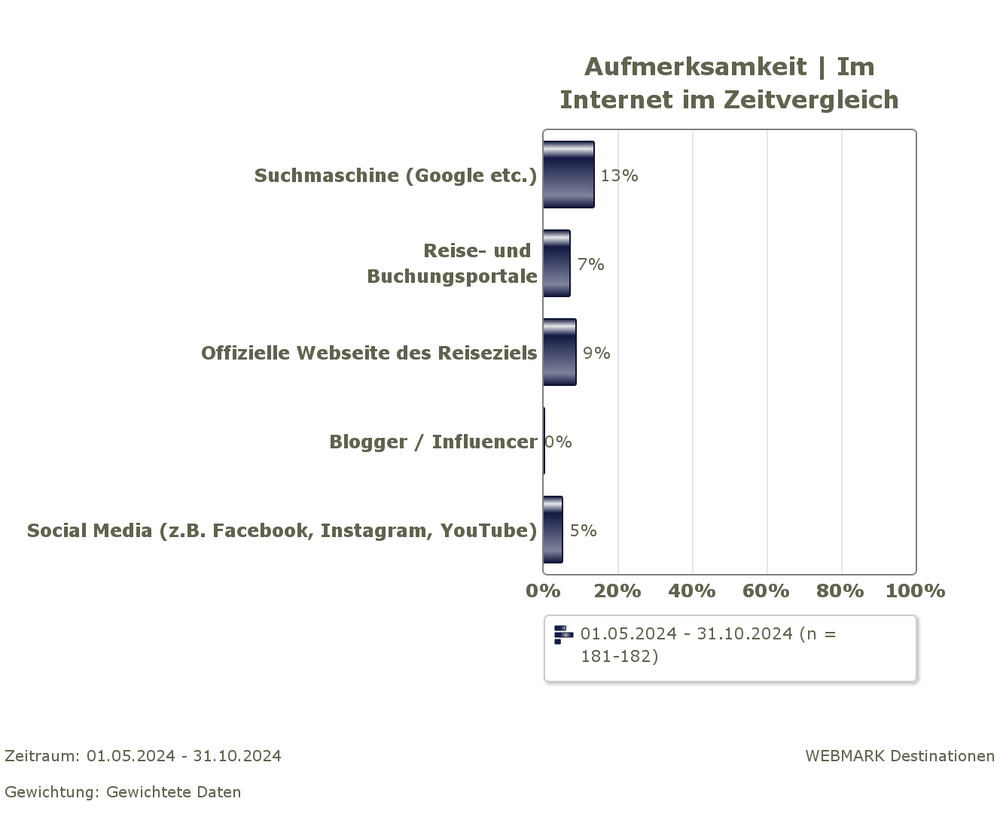 Aufmerksamkeit | Im
Internet im Zeitvergleich
Suchmaschine (Google etc.) 13%
Reise- und
Buchungsportale 7%
Offizielle Webseite des Reiseziels 9%
Blogger / Influencer 0%
Social Media (z.B. Facebook, Instagram, YouTube) 5%
0% 20% 40% 60% 80% 100%
01.05.2024 - 31.10.2024 (n =
181-182)
Zeitraum: 01.05.2024 - 31.10.2024 WEBMARK Destinationen
Gewichtung: Gewichtete Daten